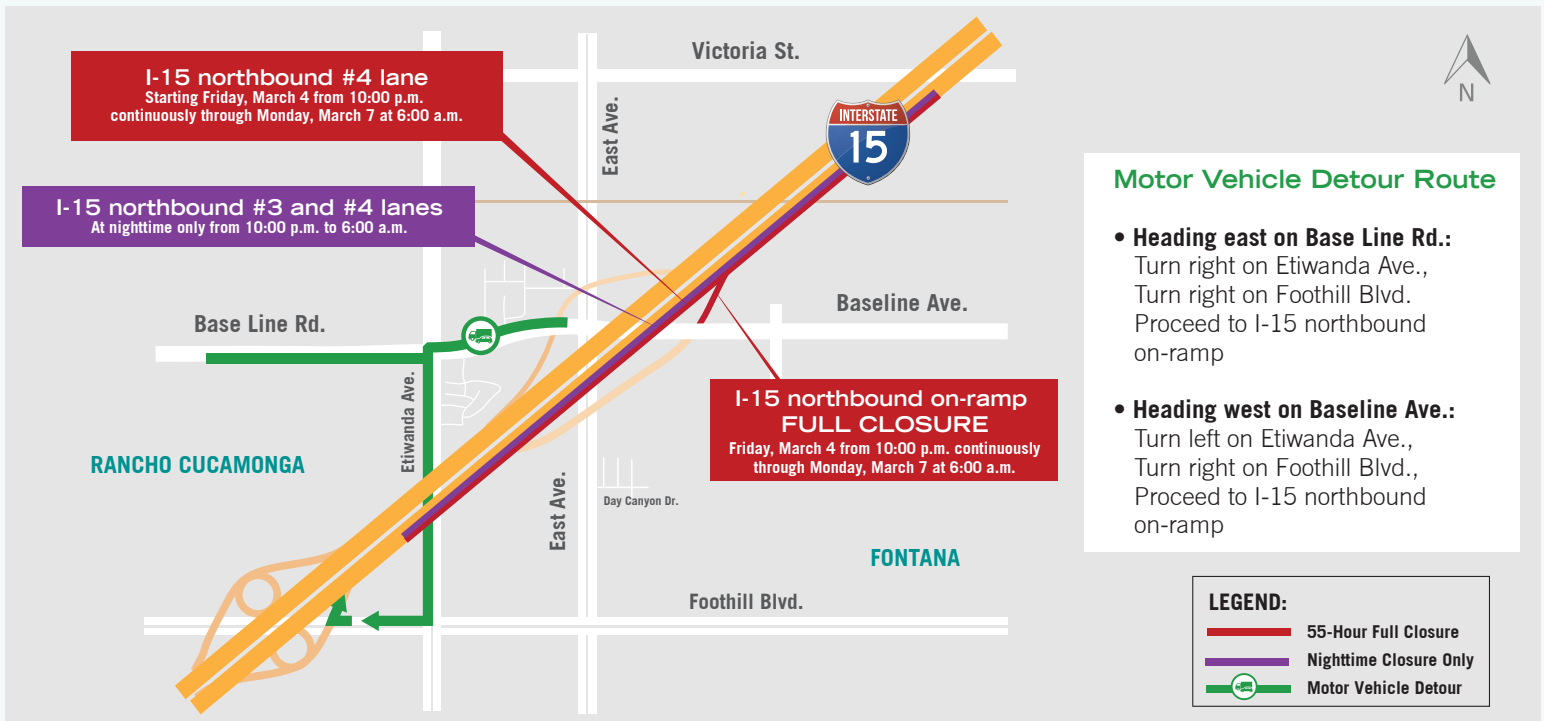 Victoria St.
I-15 northbound #4 lane
Starting Friday, March 4 from 10:00 p.m.
continuously through Monday, March 7 at 6:00 a.m.
East Ave.
INTERSTATE
15
N
I-15 northbound #3 and #4 lanes
At nighttime only from 10:00 p.m. to 6:00 a.m.
Base Line Rd.
Baseline Ave.
Etiwanda Ave.
I-15 northbound on-ramp
FULL CLOSURE
Friday, March 4 from 10:00 p.m. continuously
through Monday, March 7 at 6:00 a.m.
RANCHO CUCAMONGA
East Ave.
Day Canyon Dr.
FONTANA
Foothill Blvd.
Motor Vehicle Detour Route
• Heading east on Base Line Rd.:
Turn right on Etiwanda Ave.,
Turn right on Foothill Blvd.
Proceed to I-15 northbound
on-ramp
• Heading west on Baseline Ave.:
Turn left on Etiwanda Ave.,
Turn right on Foothill Blvd.,
Proceed to I-15 northbound
on-ramp
LEGEND:
55-Hour Full Closure
Nighttime Closure Only
Motor Vehicle Detour